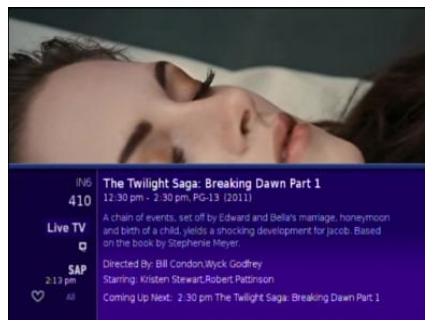 IN6
410
Live TV
SAP
2:13 pm
All
The Twilight Saga: Breaking Dawn Part 1
12:30 pm - 2:30 pm, PG-13 (2011)
A chain of events, set off by Edward and Bella's marriage, honeymoon
and birth of a child, yields a shocking development for Jacob. Based
on the book by Stephenie Meyer.
Directed By: Bill Condon,Wyck Godfrey
Starring: Kristen Stewart,Robert Pattinson
Coming Up Next: 2:30 pm The Twilight Saga: Breaking Dawn Part 1